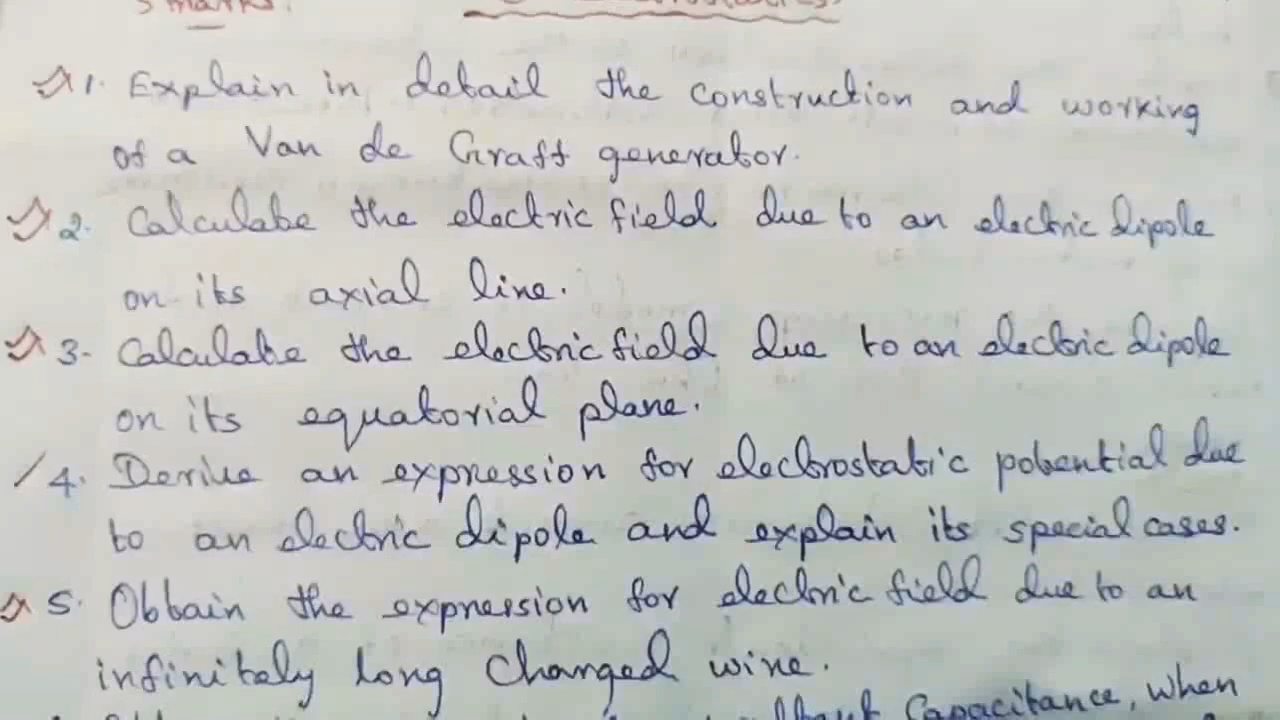 5 marks.
1. Explain in detail the construction and working
of a Van de Graff generator.
2. Calculate the electric field due to an electric dipole
on its axial line.
3. Calculate the electric field due to an electric dipole
on its equatorial plane.
4. Derive an expression for electrostatic potential due
to an electric dipole and explain its special cases.
5. Obtain the expression for electric field due to an
infinitely long charged wire.
Capacitance, when